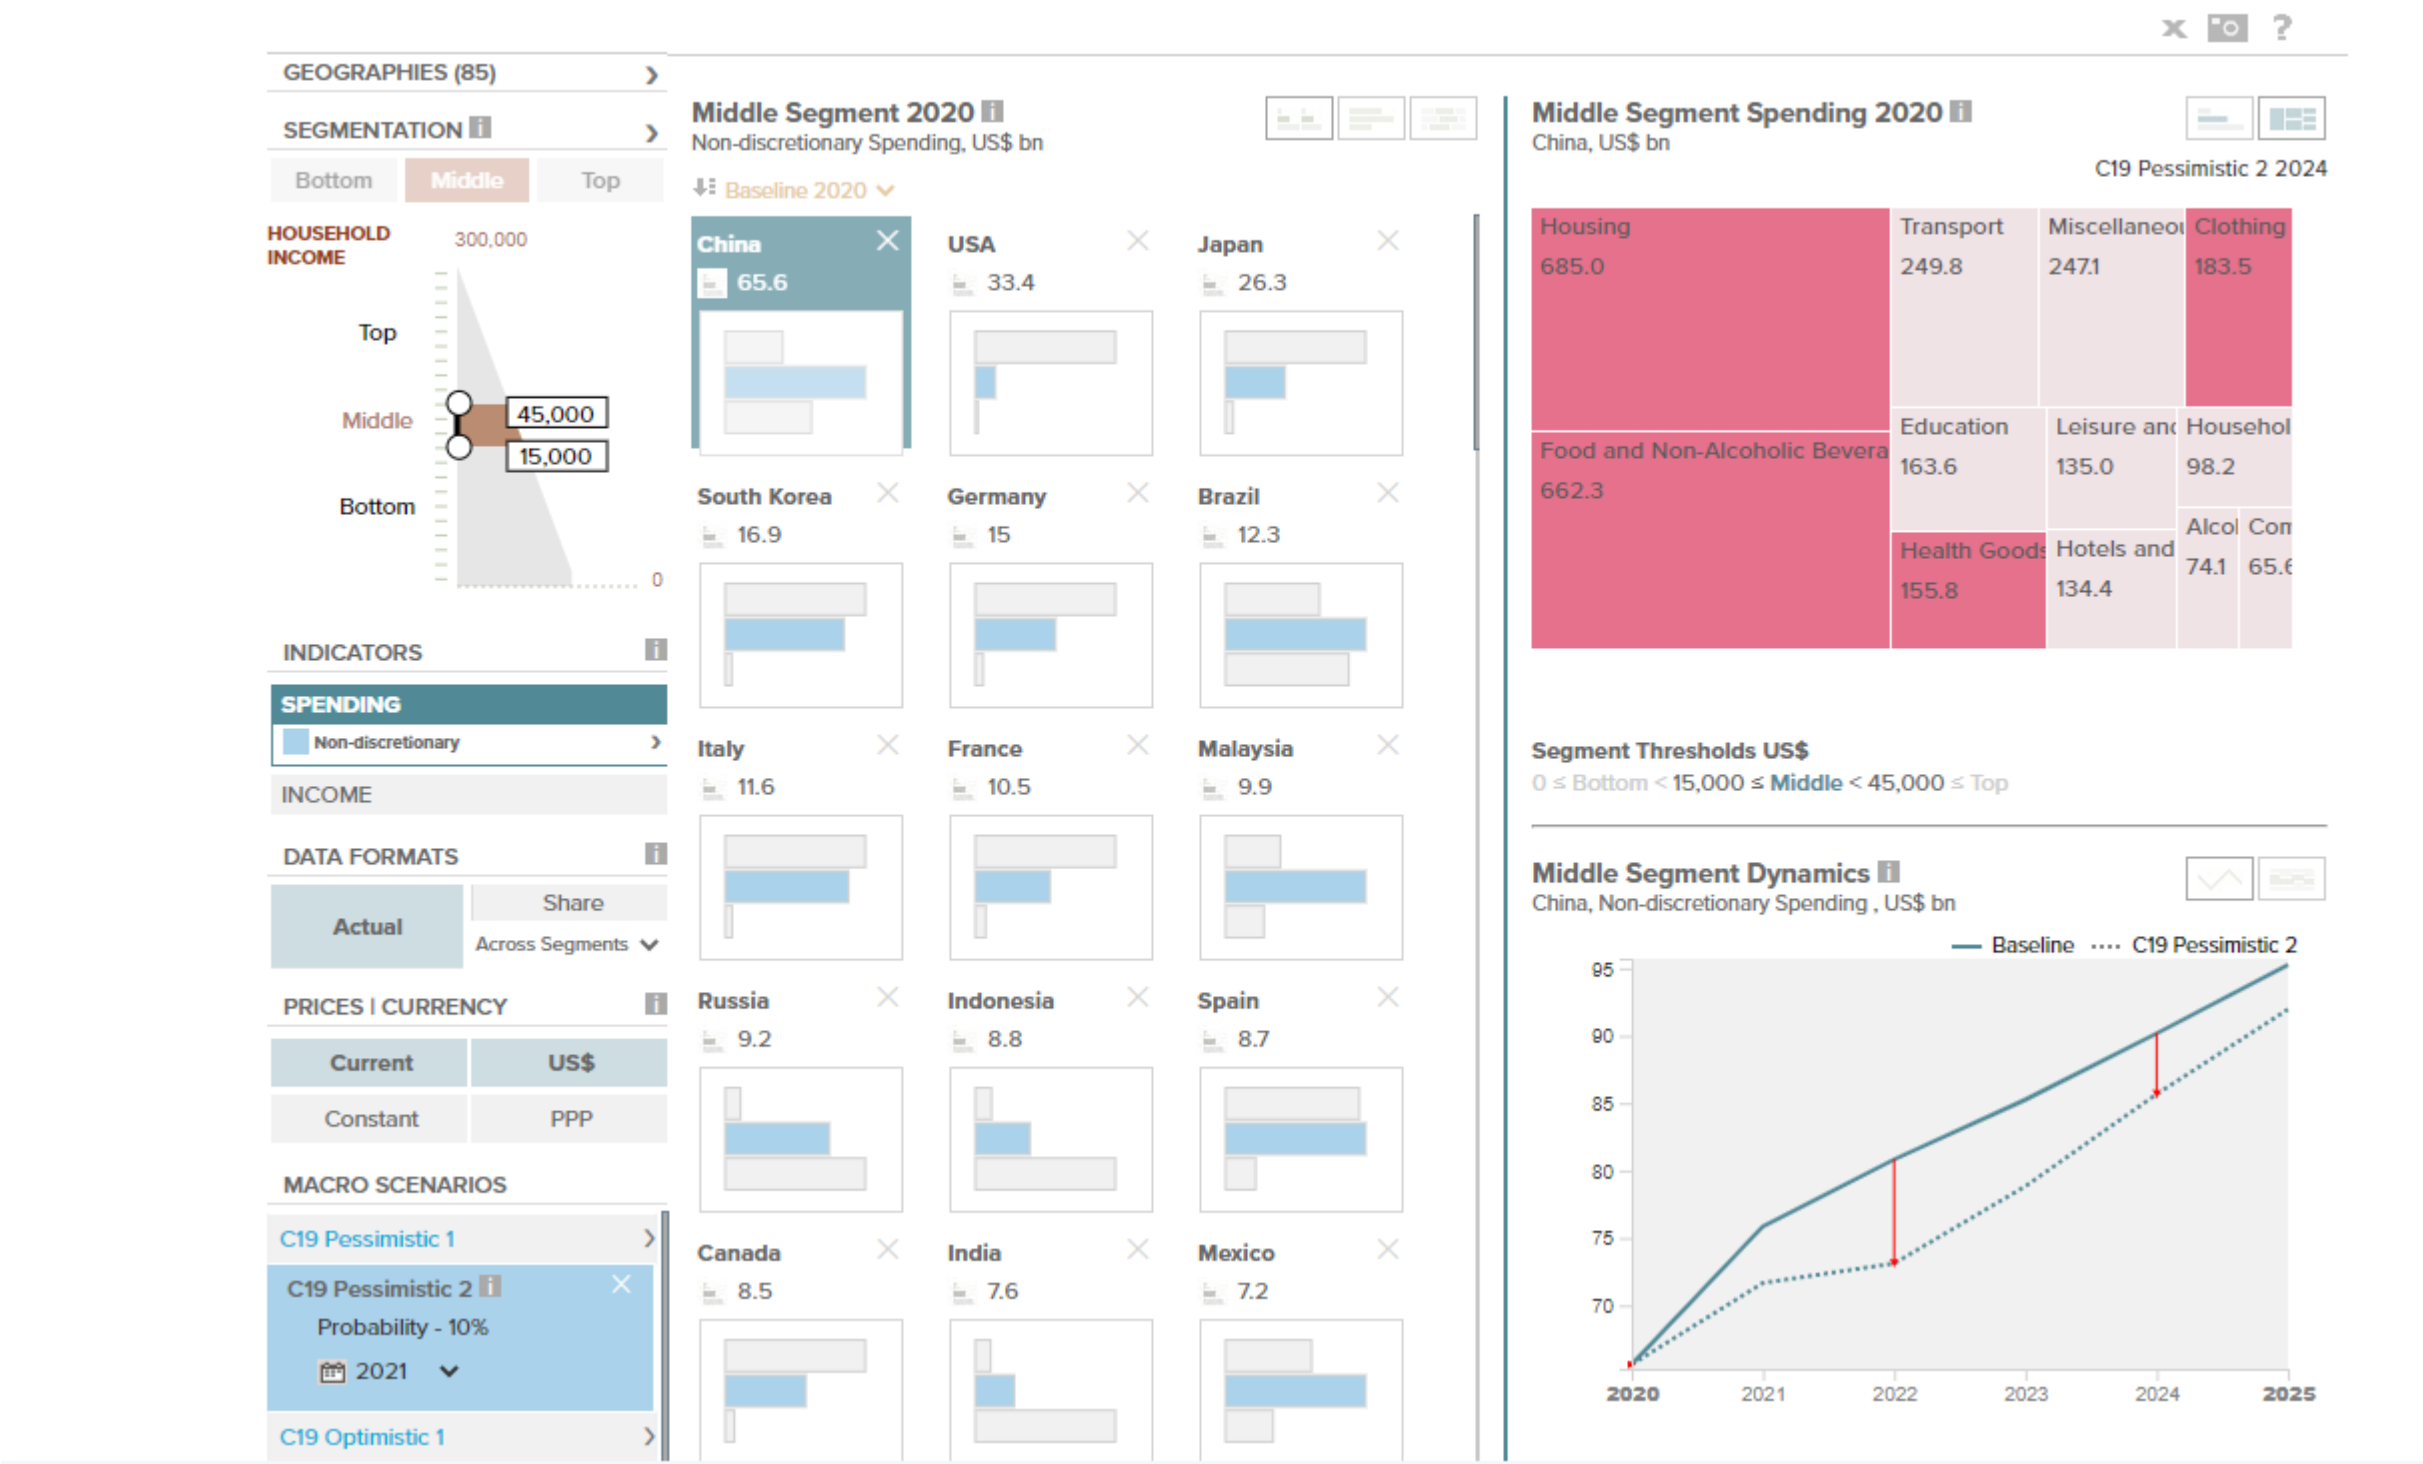 GEOGRAPHIES (85)
SEGMENTATION
Bottom
Middle
Top
HOUSEHOLD
INCOME
300,000
Top
Middle
45,000
15,000
Bottom
0
INDICATORS
SPENDING
Non-discretionary
INCOME
DATA FORMATS
Actual
Share
Across Segments
PRICES | CURRENCY
Current
US$
Constant
PPP
MACRO SCENARIOS
C19 Pessimistic 1
C19 Pessimistic 2
Probability - 10%
2021
C19 Optimistic 1
Middle Segment 2020
Non-discretionary Spending, US$ bn
Baseline 2020
China
65.6
USA
33.4
Japan
26.3
South Korea
16.9
Germany
15
Brazil
12.3
Italy
11.6
France
10.5
Malaysia
9.9
Russia
9.2
Indonesia
8.8
Spain
8.7
Canada
8.5
India
7.6
Mexico
7.2
Middle Segment Spending 2020
China, US$ bn
C19 Pessimistic 2 2024
Housing
685.0
Transport
249.8
Miscellaneou
247.1
Clothing
183.5
Food and Non-Alcoholic Bevera
662.3
Education
163.6
Leisure and
135.0
Househol
98.2
Health Goods
155.8
Hotels and
134.4
Alcol
74.1
Com
65.6
Segment Thresholds US$
0 ≤ Bottom < 15,000 ≤ Middle < 45,000 ≤ Top
Middle Segment Dynamics
China, Non-discretionary Spending , US$ bn
Baseline
C19 Pessimistic 2
95
90
85
80
75
70
2020
2021
2022
2023
2024
2025